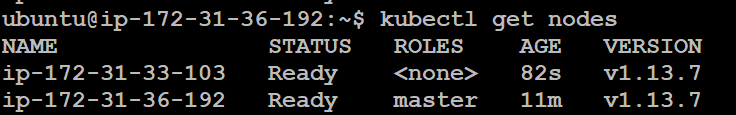 ubuntu@ip-172-31-36-192:~$ kubectl get nodes
NAME STATUS ROLES AGE VERSION
ip-172-31-33-103 Ready <none> 82s v1.13.7
ip-172-31-36-192 Ready master 11m v1.13.7